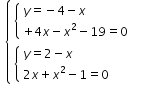 y = − 4 − x
+ 4x − x² − 19 = 0
y = 2 − x
2x + x² − 1 = 0